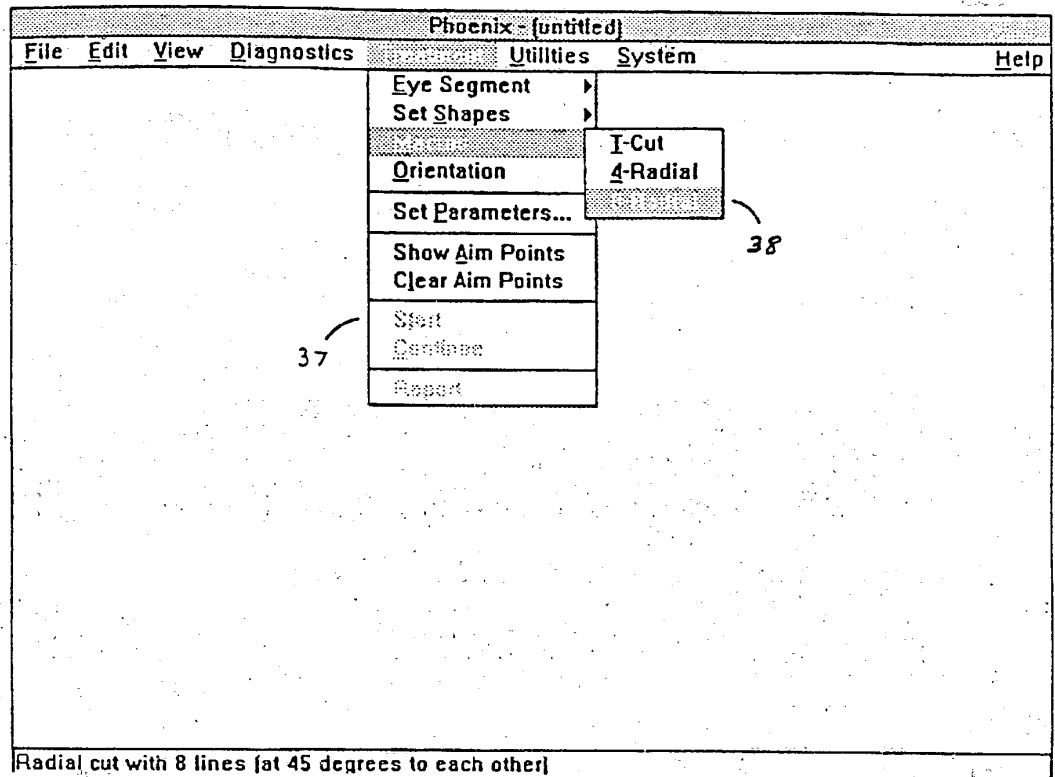 Phoenix - [untitled]
File Edit View Diagnostics Utilities System Help
Eye Segment
Set Shapes
Orientation
Set Parameters...
Show Aim Points
Clear Aim Points
Start
Continue
Report
T-Cut
4-Radial
38
37
Radial cut with 8 lines [at 45 degrees to each other]